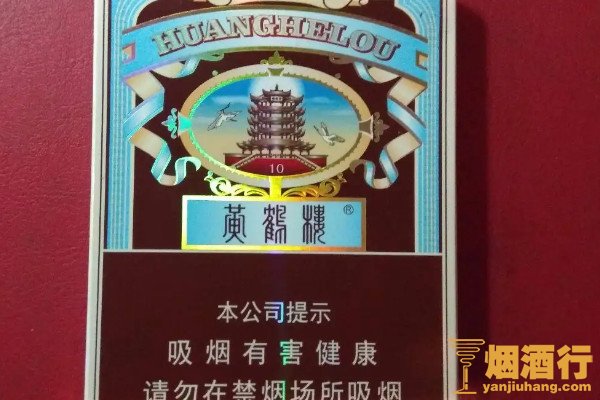 HUANGHELOU
10
黄鹤楼®
本公司提示
吸烟有害健康
请勿在禁烟场所吸烟
烟酒行
yanjiuhang.com